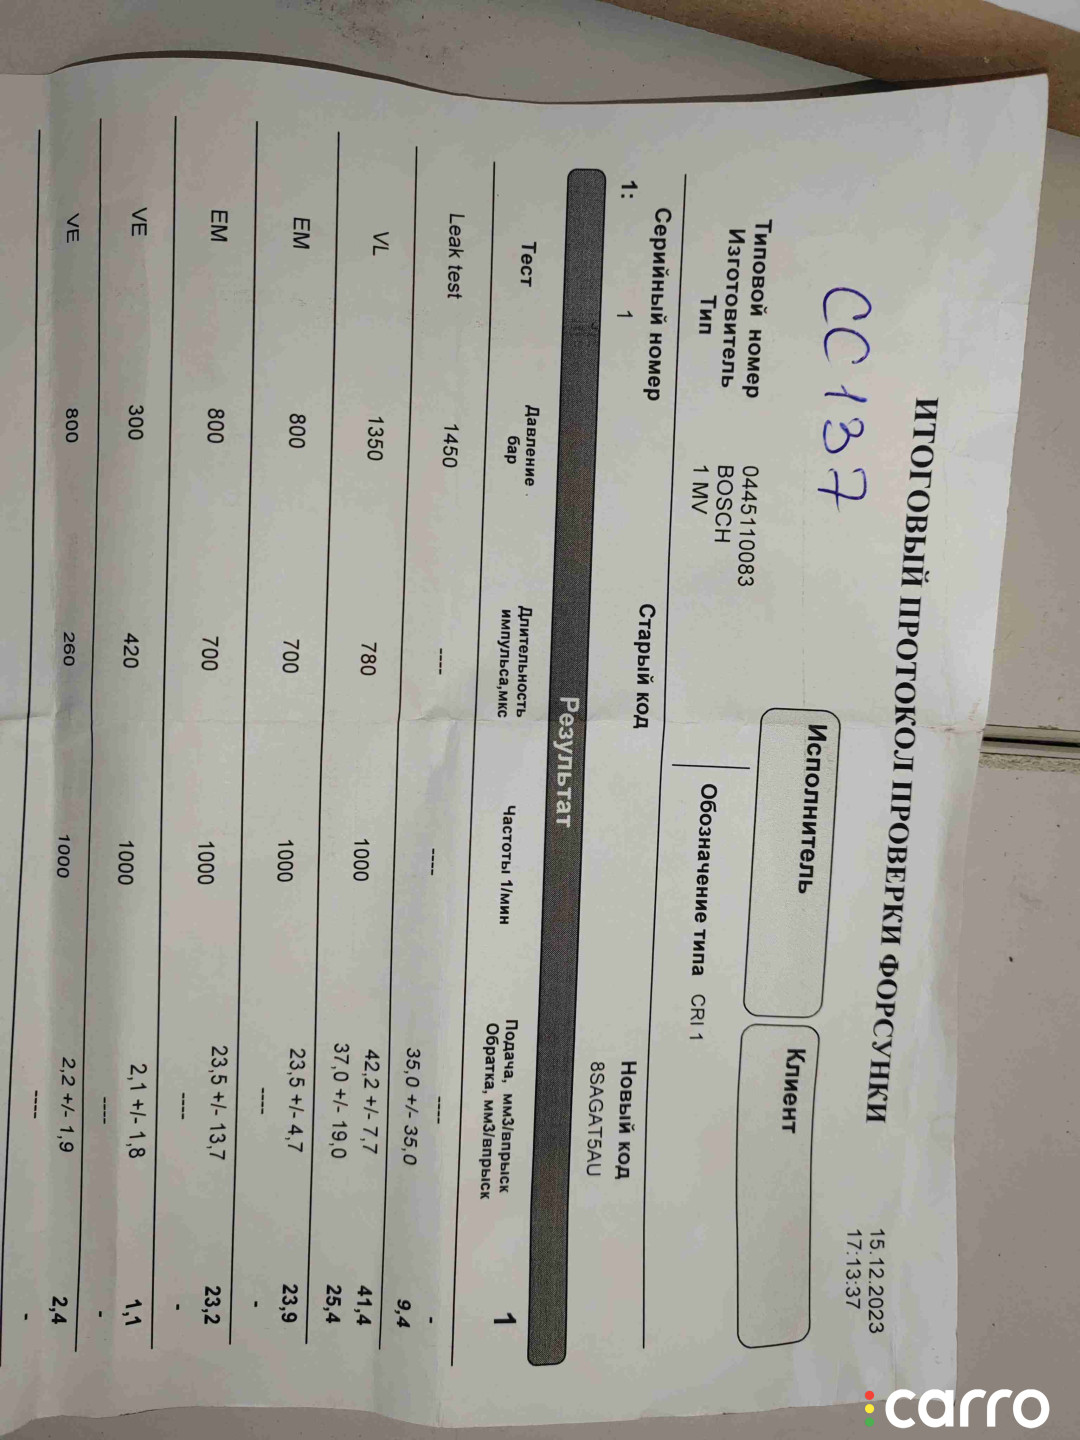 ИТОГОВЫЙ ПРОТОКОЛ ПРОВЕРКИ ФОРСУНКИ
15.12.2023
17:13:37
CC 137
Исполнитель
Клиент
Типовой номер 0445110083
Изготовитель BOSCH
Тип 1 MV
Обозначение типа CRI 1
Серийный номер Старый код Новый код
1: 1 8SAGAT5AU
Результат
Тест Давление бар Длительность импульса,мкс Частоты 1/мин Подача, мм3/впрыск Обратка, мм3/впрыск 1
Leak test 1450 ---- ---- ---- -
35,0 +/- 35,0 9,4
VL 1350 780 1000 42,2 +/- 7,7 41,4
37,0 +/- 19,0 25,4
EM 800 700 1000 23,5 +/- 4,7 23,9
---- -
EM 800 700 1000 23,5 +/- 13,7 23,2
---- -
VE 300 420 1000 2,1 +/- 1,8 1,1
---- -
VE 800 260 1000 2,2 +/- 1,9 2,4
---- -
carro